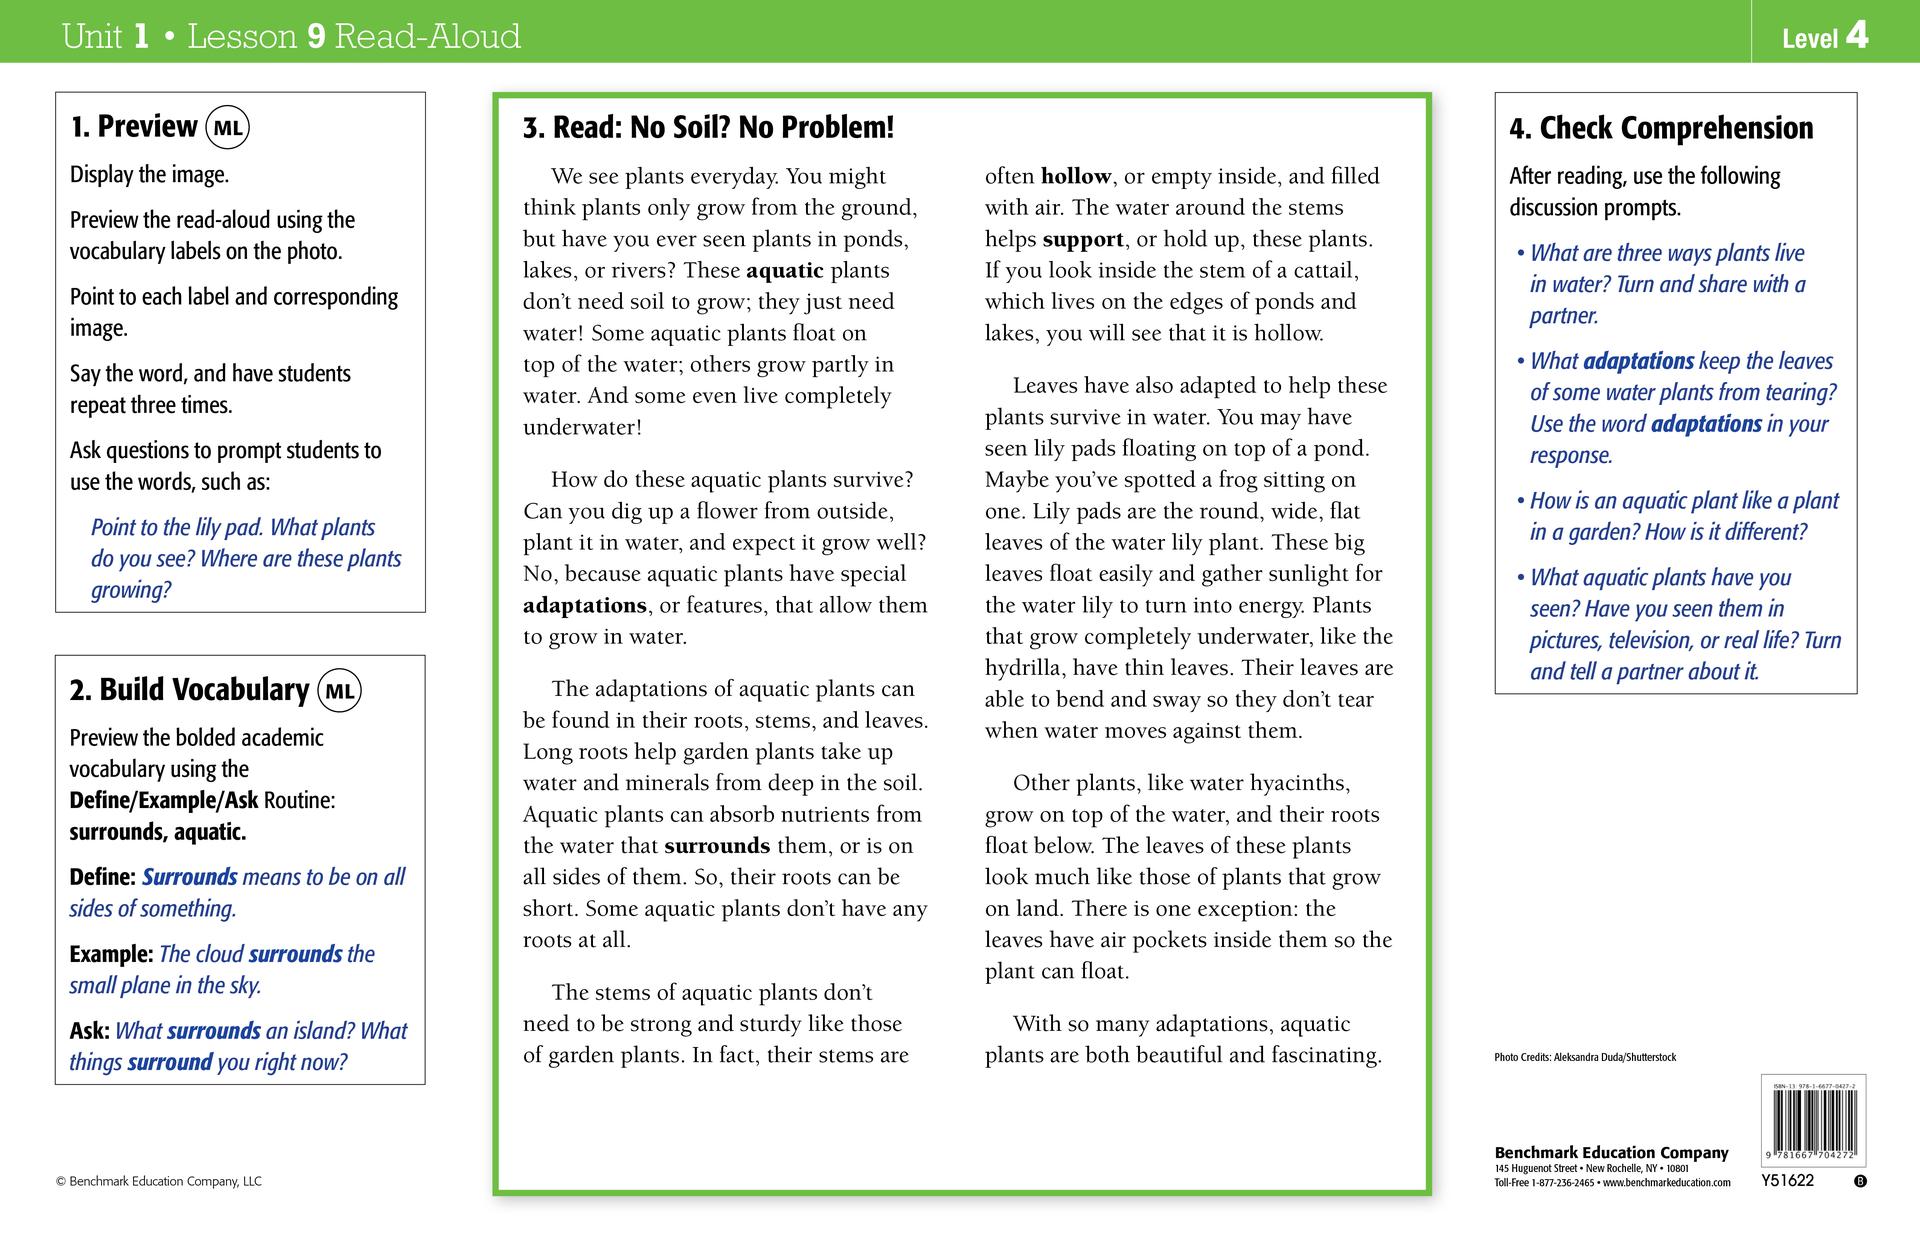 Unit 1 • Lesson 9 Read-Aloud
Level 4
1. Preview ML
Display the image.
Preview the read-aloud using the
vocabulary labels on the photo.
Point to each label and corresponding
image.
Say the word, and have students
repeat three times.
Ask questions to prompt students to
use the words, such as:
Point to the lily pad. What plants
do you see? Where are these plants
growing?
2. Build Vocabulary ML
Preview the bolded academic
vocabulary using the
Define/Example/Ask Routine:
surrounds, aquatic.
Define: Surrounds means to be on all
sides of something.
Example: The cloud surrounds the
small plane in the sky.
Ask: What surrounds an island? What
things surround you right now?
© Benchmark Education Company, LLC
3. Read: No Soil? No Problem!
We see plants everyday. You might
think plants only grow from the ground,
but have you ever seen plants in ponds,
lakes, or rivers? These aquatic plants
don't need soil to grow; they just need
water! Some aquatic plants float on
top of the water; others grow partly in
water. And some even live completely
underwater!
How do these aquatic plants survive?
Can you dig up a flower from outside,
plant it in water, and expect it grow well?
No, because aquatic plants have special
adaptations, or features, that allow them
to grow in water.
The adaptations of aquatic plants can
be found in their roots, stems, and leaves.
Long roots help garden plants take up
water and minerals from deep in the soil.
Aquatic plants can absorb nutrients from
the water that surrounds them, or is on
all sides of them. So, their roots can be
short. Some aquatic plants don't have any
roots at all.
The stems of aquatic plants don't
need to be strong and sturdy like those
of garden plants. In fact, their stems are
often hollow, or empty inside, and filled
with air. The water around the stems
helps support, or hold up, these plants.
If you look inside the stem of a cattail,
which lives on the edges of ponds and
lakes, you will see that it is hollow.
Leaves have also adapted to help these
plants survive in water. You may have
seen lily pads floating on top of a pond.
Maybe you've spotted a frog sitting on
one. Lily pads are the round, wide, flat
leaves of the water lily plant. These big
leaves float easily and gather sunlight for
the water lily to turn into energy. Plants
that grow completely underwater, like the
hydrilla, have thin leaves. Their leaves are
able to bend and sway so they don't tear
when water moves against them.
Other plants, like water hyacinths,
grow on top of the water, and their roots
float below. The leaves of these plants
look much like those of plants that grow
on land. There is one exception: the
leaves have air pockets inside them so the
plant can float.
With so many adaptations, aquatic
plants are both beautiful and fascinating.
4. Check Comprehension
After reading, use the following
discussion prompts.
• What are three ways plants live
in water? Turn and share with a
partner.
• What adaptations keep the leaves
of some water plants from tearing?
Use the word adaptations in your
response.
• How is an aquatic plant like a plant
in a garden? How is it different?
• What aquatic plants have you
seen? Have you seen them in
pictures, television, or real life? Turn
and tell a partner about it.
Photo Credits: Aleksandra Duda/Shutterstock
Benchmark Education Company
145 Huguenot Street • New Rochelle, NY • 10801
Toll-Free 1-877-236-2465 • www.benchmarkeducation.com
ISBN-13: 978-1-6677-0427-2
9 781667 704272
Y51622
B